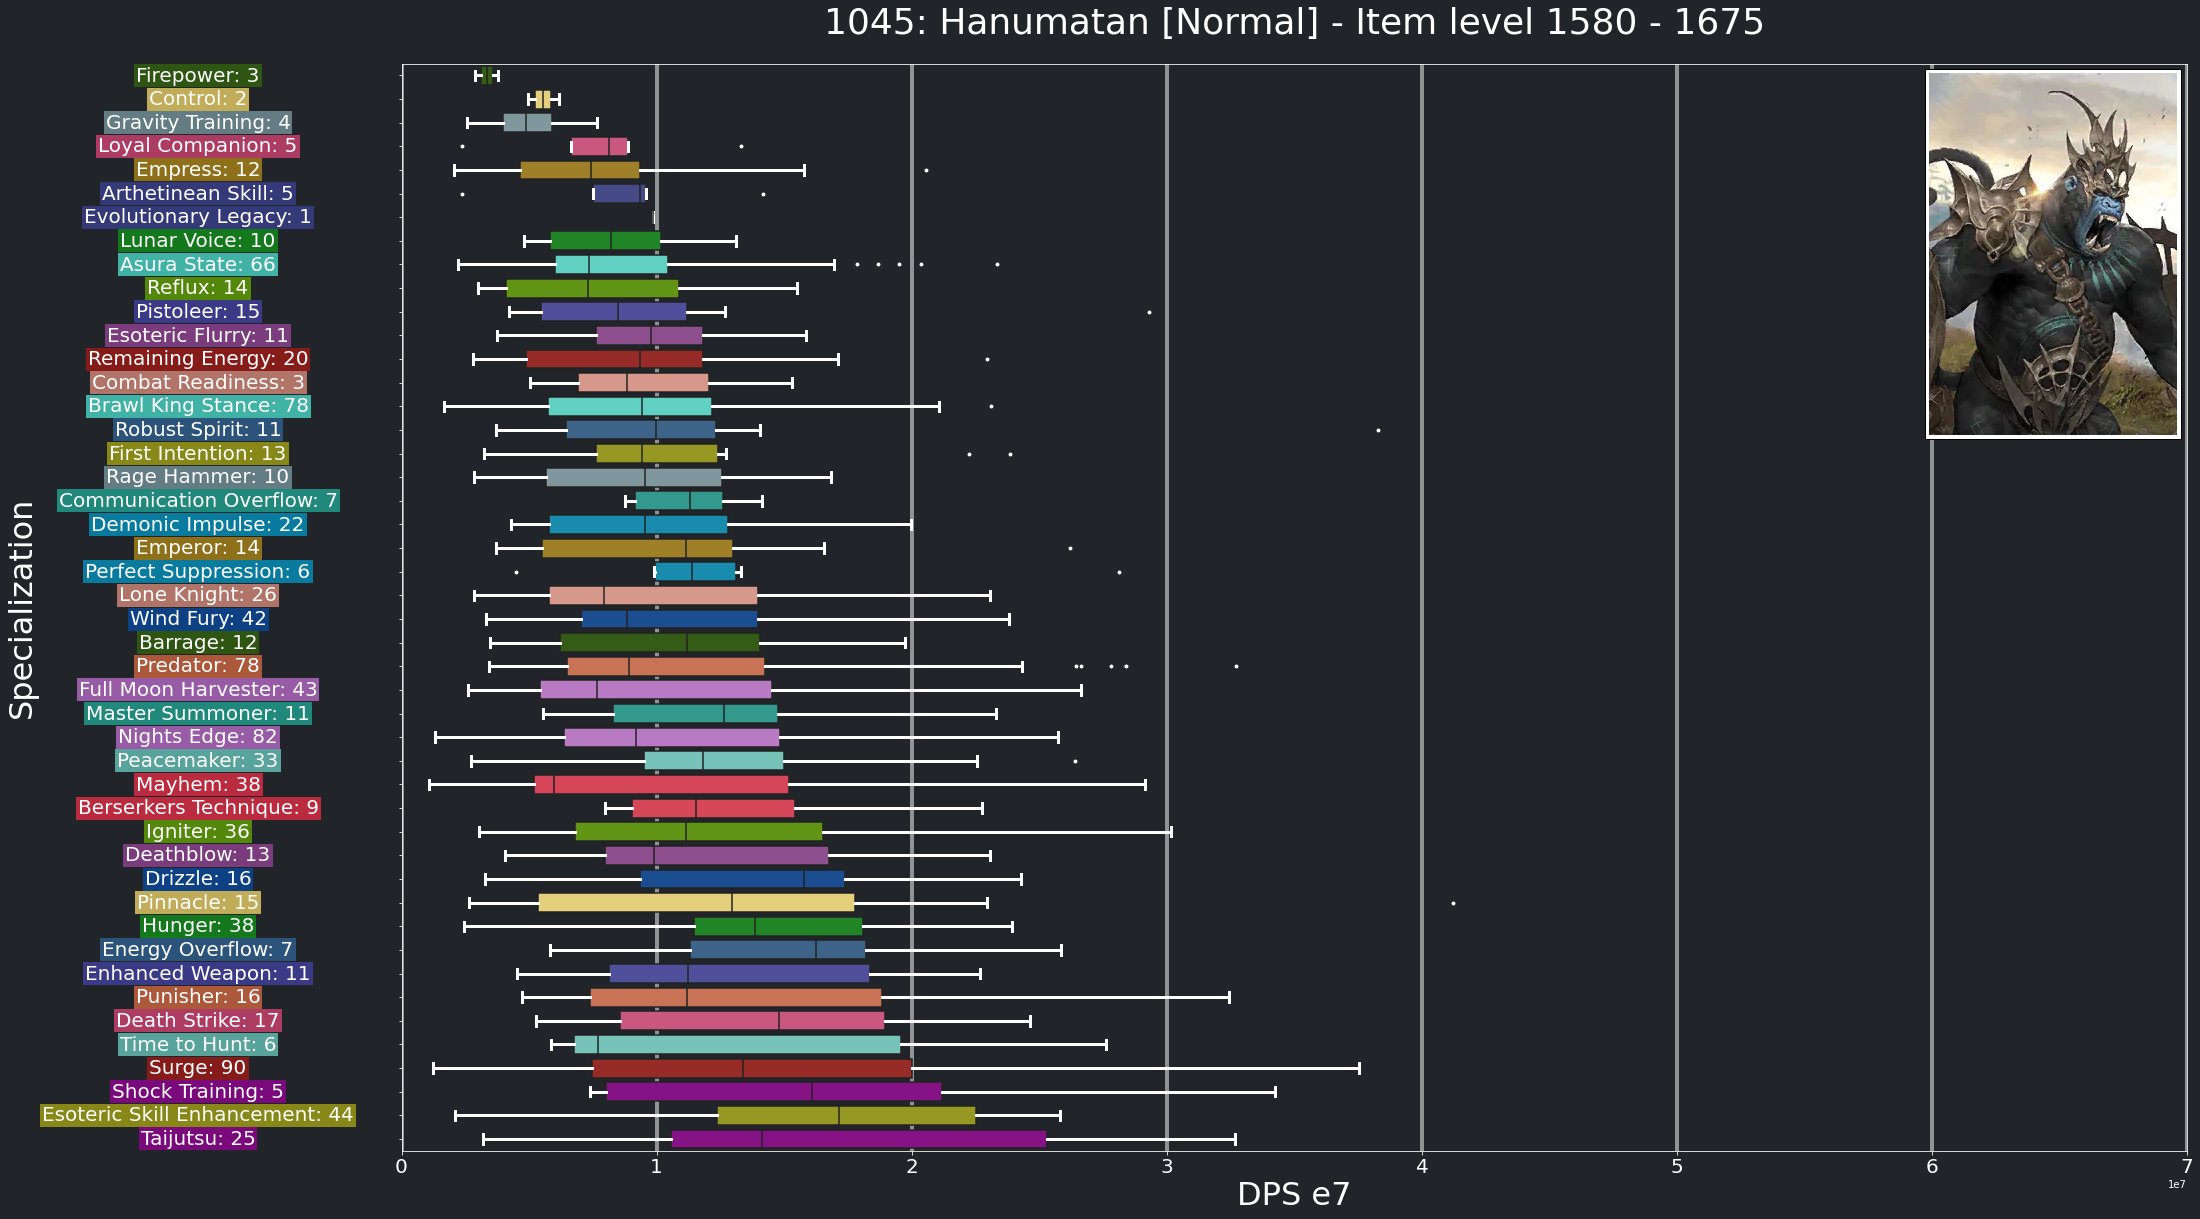 1045: Hanumatan [Normal] - Item level 1580 - 1675
Specialization
Firepower: 3
Control: 2
Gravity Training: 4
Loyal Companion: 5
Empress: 12
Arthetinean Skill: 5
Evolutionary Legacy: 1
Lunar Voice: 10
Asura State: 66
Reflux: 14
Pistoleer: 15
Esoteric Flurry: 11
Remaining Energy: 20
Combat Readiness: 3
Brawl King Stance: 78
Robust Spirit: 11
First Intention: 13
Rage Hammer: 10
Communication Overflow: 7
Demonic Impulse: 22
Emperor: 14
Perfect Suppression: 6
Lone Knight: 26
Wind Fury: 42
Barrage: 12
Predator: 78
Full Moon Harvester: 43
Master Summoner: 11
Nights Edge: 82
Peacemaker: 33
Mayhem: 38
Berserkers Technique: 9
Igniter: 36
Deathblow: 13
Drizzle: 16
Pinnacle: 15
Hunger: 38
Energy Overflow: 7
Enhanced Weapon: 11
Punisher: 16
Death Strike: 17
Time to Hunt: 6
Surge: 90
Shock Training: 5
Esoteric Skill Enhancement: 44
Taijutsu: 25
0 1 2 3 4 5 6 7
1e7
DPS e7